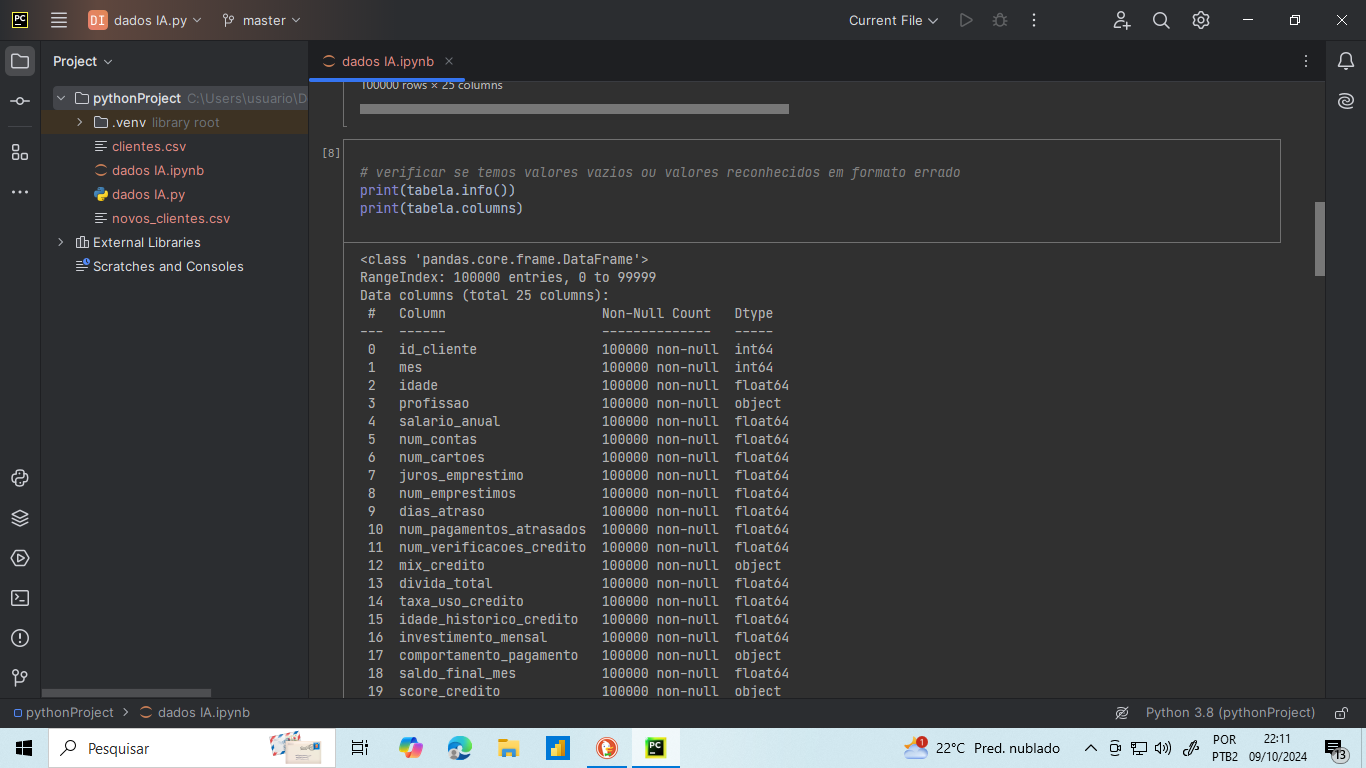 PC
DI dados IA.py
master
Current File
Project
dados IA.ipynb
pythonProject C:\Users\usuario\D
.venv library root
clientes.csv
dados IA.ipynb
dados IA.py
novos_clientes.csv
External Libraries
Scratches and Consoles
100000 rows × 25 columns
[8]
# verificar se temos valores vazios ou valores reconhecidos em formato errado
print(tabela.info())
print(tabela.columns)
<class 'pandas.core.frame.DataFrame'>
RangeIndex: 100000 entries, 0 to 99999
Data columns (total 25 columns):
 #   Column                    Non-Null Count   Dtype
---  ------                    --------------   -----
 0   id_cliente                100000 non-null  int64
 1   mes                       100000 non-null  int64
 2   idade                     100000 non-null  float64
 3   profissao                 100000 non-null  object
 4   salario_anual             100000 non-null  float64
 5   num_contas                100000 non-null  float64
 6   num_cartoes               100000 non-null  float64
 7   juros_emprestimo          100000 non-null  float64
 8   num_emprestimos           100000 non-null  float64
 9   dias_atraso               100000 non-null  float64
 10  num_pagamentos_atrasados  100000 non-null  float64
 11  num_verificacoes_credito  100000 non-null  float64
 12  mix_credito               100000 non-null  object
 13  divida_total              100000 non-null  float64
 14  taxa_uso_credito          100000 non-null  float64
 15  idade_historico_credito   100000 non-null  float64
 16  investimento_mensal       100000 non-null  float64
 17  comportamento_pagamento   100000 non-null  object
 18  saldo_final_mes           100000 non-null  float64
 19  score_credito             100000 non-null  object
pythonProject > dados IA.ipynb
Python 3.8 (pythonProject)
Pesquisar
PC
1
22°C Pred. nublado
POR
PTB2
22:11
09/10/2024
13